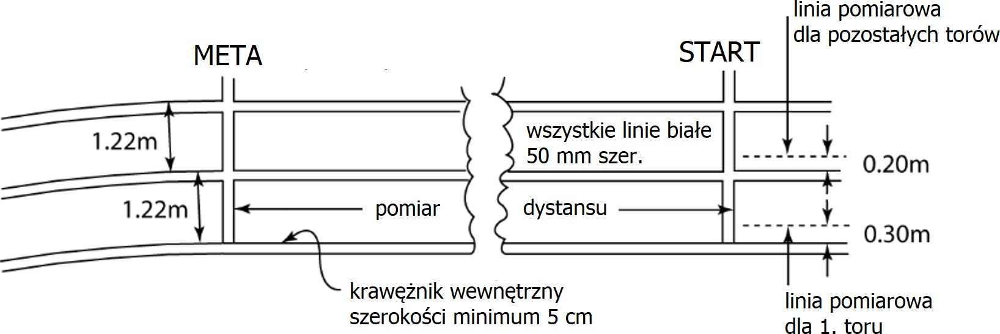 linia pomiarowa
dla pozostałych torów
META
START
1.22m
wszystkie linie białe
50 mm szer.
0.20m
1.22m
pomiar
dystansu
0.30m
krawężnik wewnętrzny
szerokości minimum 5 cm
linia pomiarowa
dla 1. toru